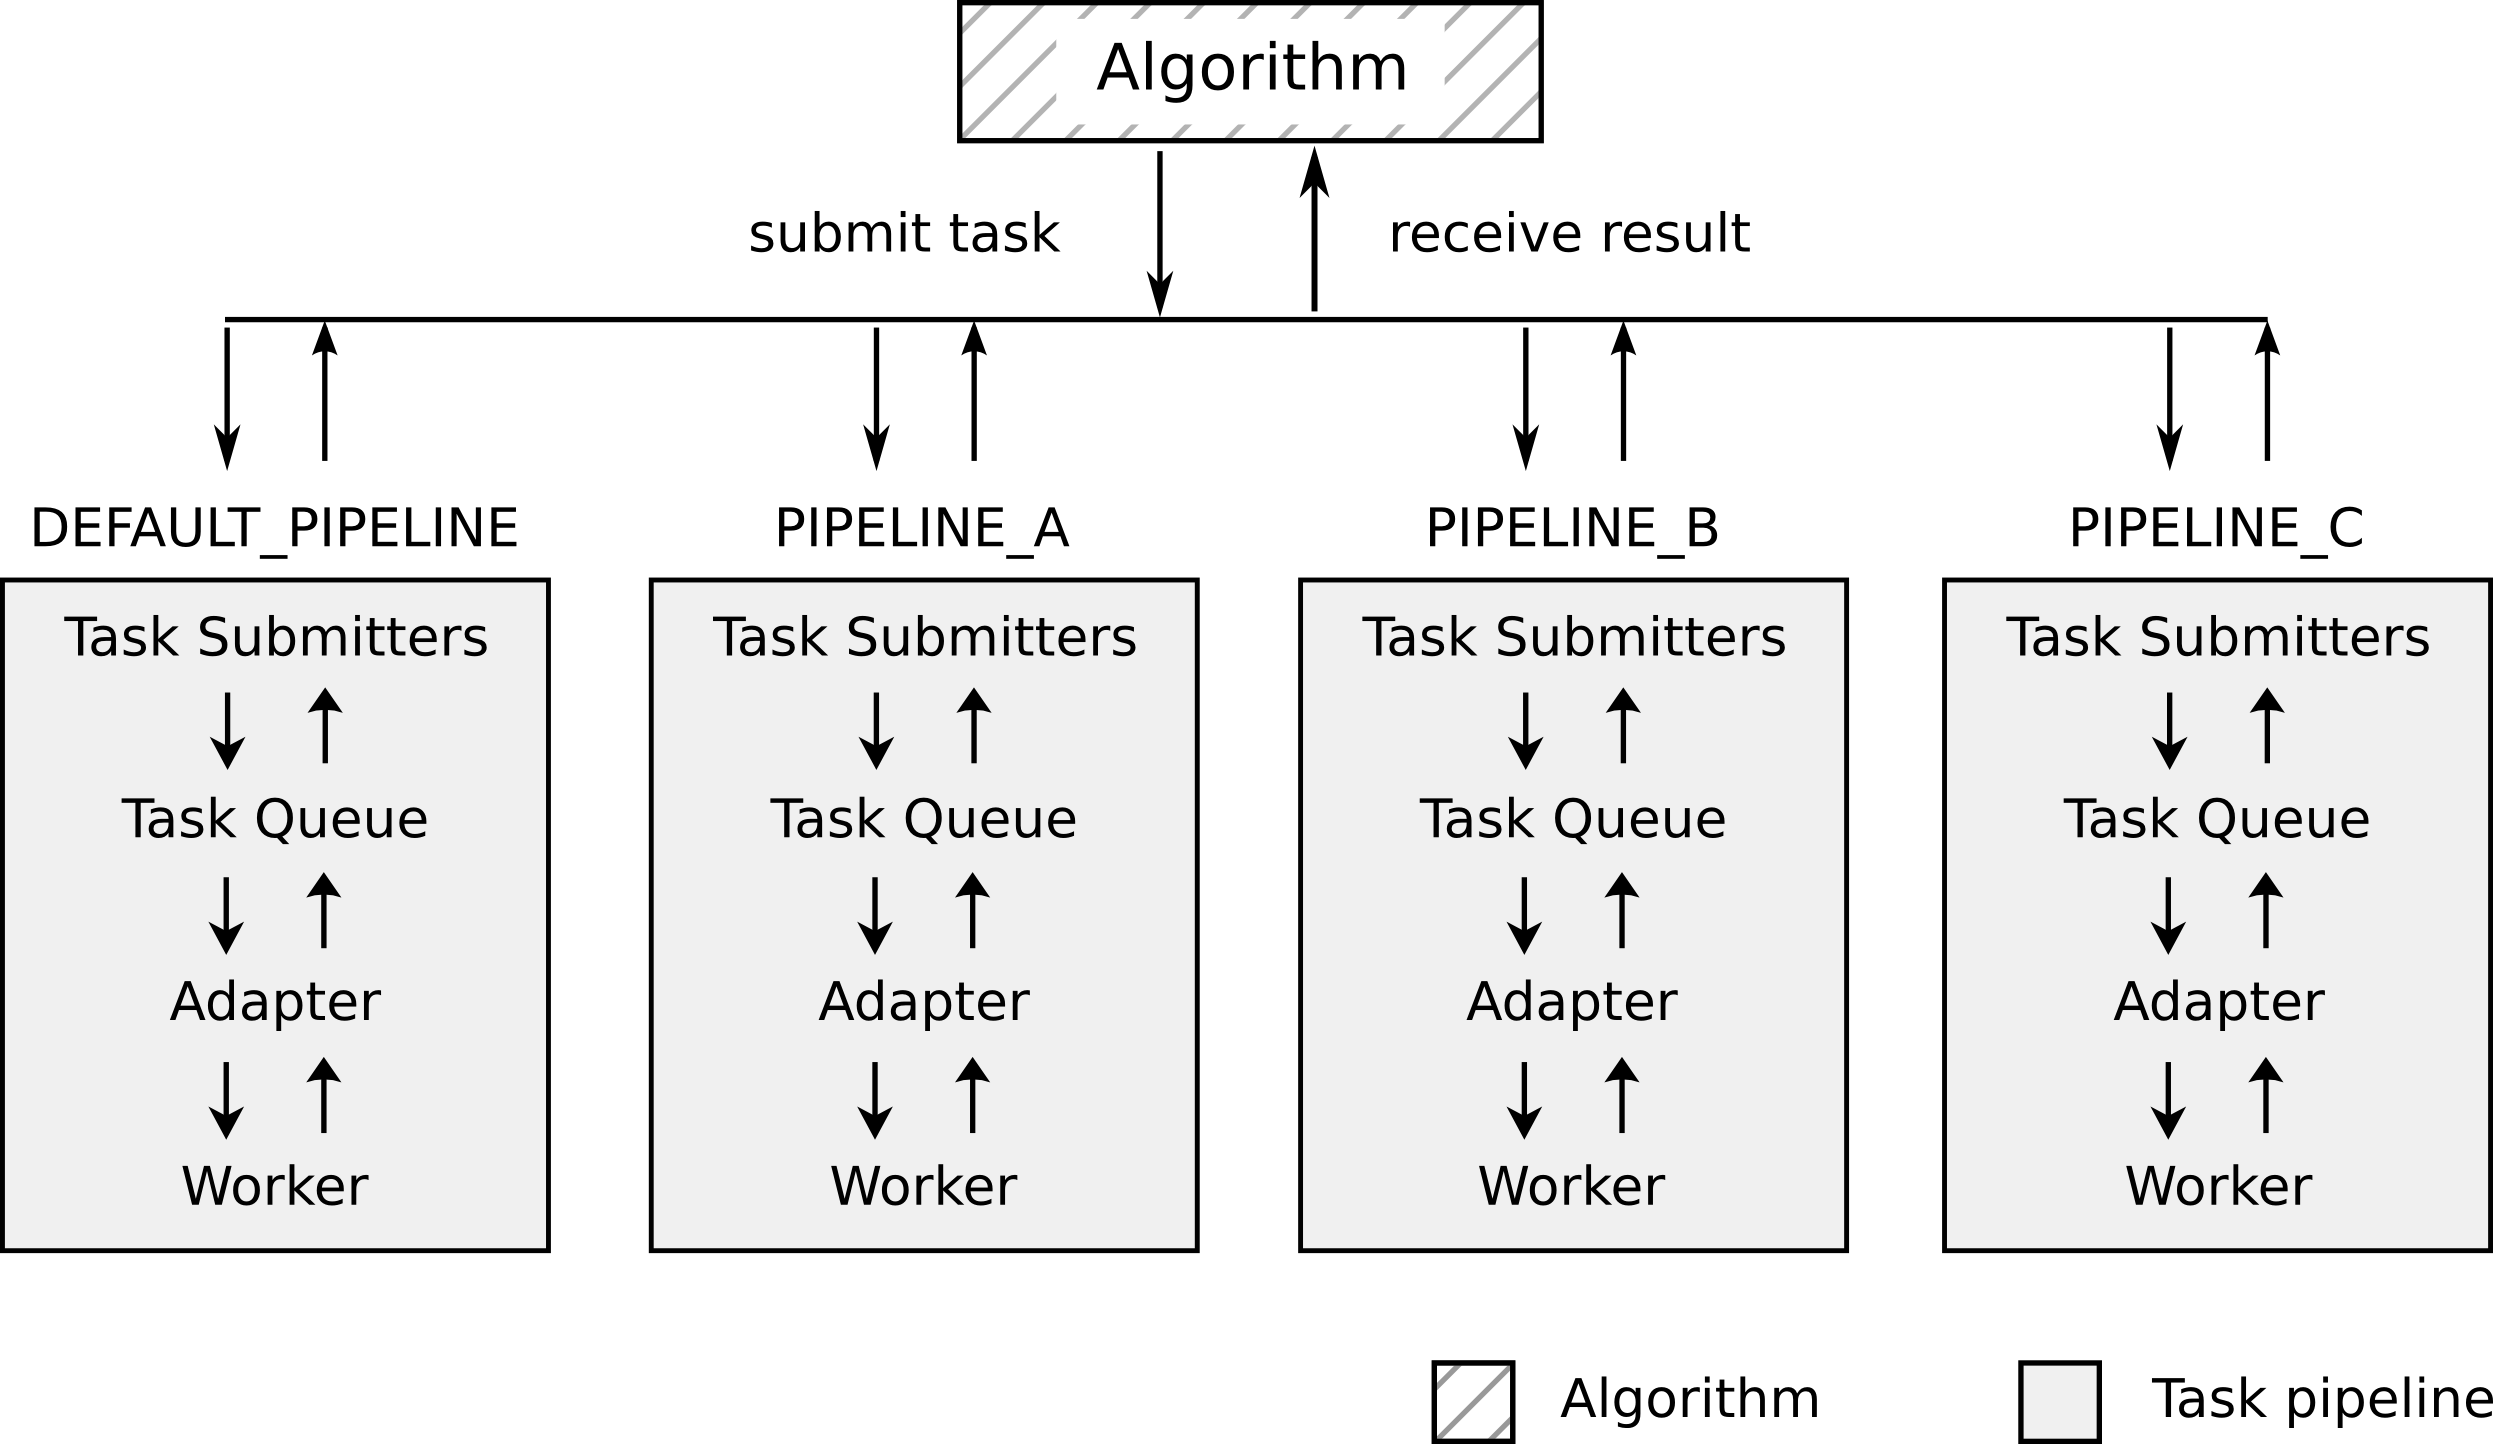 Algorithm
submit task
receive result
DEFAULT_PIPELINE
PIPELINE_A
PIPELINE_B
PIPELINE_C
Task Submitters
Task Submitters
Task Submitters
Task Submitters
Task Queue
Task Queue
Task Queue
Task Queue
Adapter
Adapter
Adapter
Adapter
Worker
Worker
Worker
Worker
Algorithm
Task pipeline